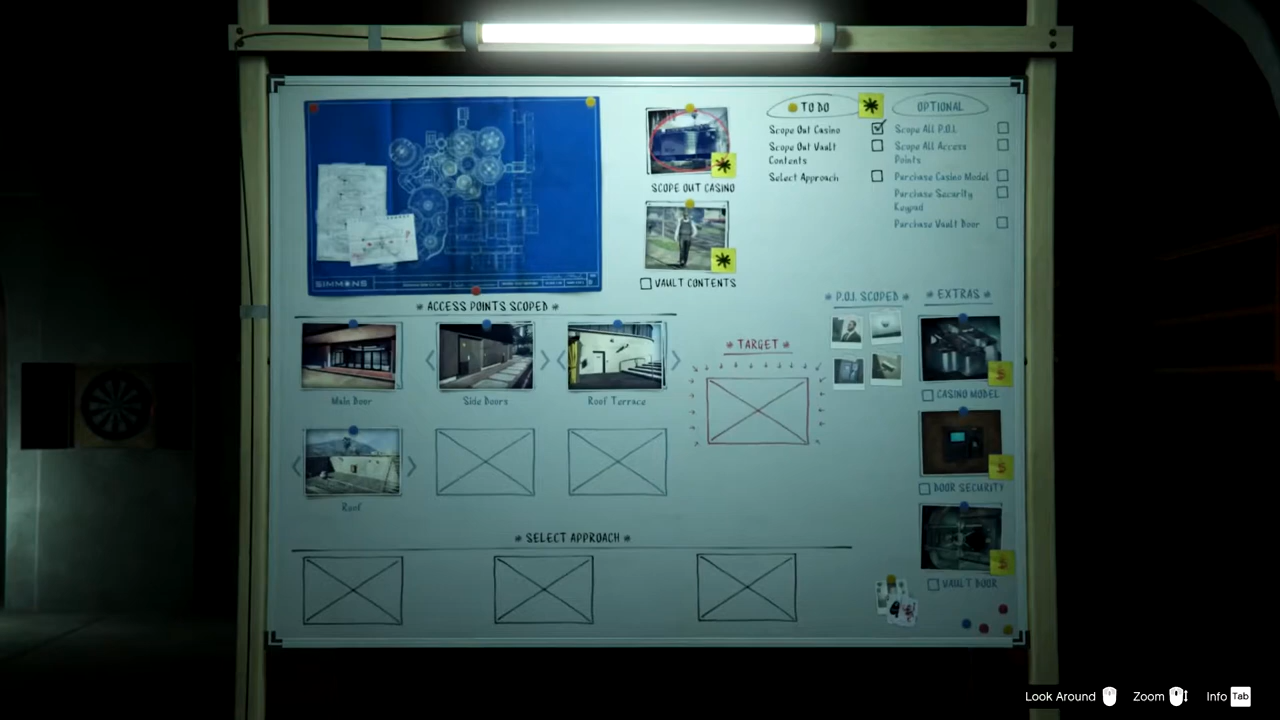 TO DO
OPTIONAL
Scope Out Casino
Scope Out Vault
Contents
Select Approach
Scope All P.O.I.
Scope All Access
Points
Purchase Casino Model
Purchase Security
Keypad
Purchase Vault Door
SCOPE OUT CASINO
VAULT CONTENTS
SIMMONS
* ACCESS POINTS SCOPED *
* P.O.I. SCOPED *
* EXTRAS *
* TARGET *
Main Door
Side Doors
Roof Terrace
CASINO MODEL
Roof
DOOR SECURITY
* SELECT APPROACH *
VAULT DOOR
Look Around
Zoom
Info Tab